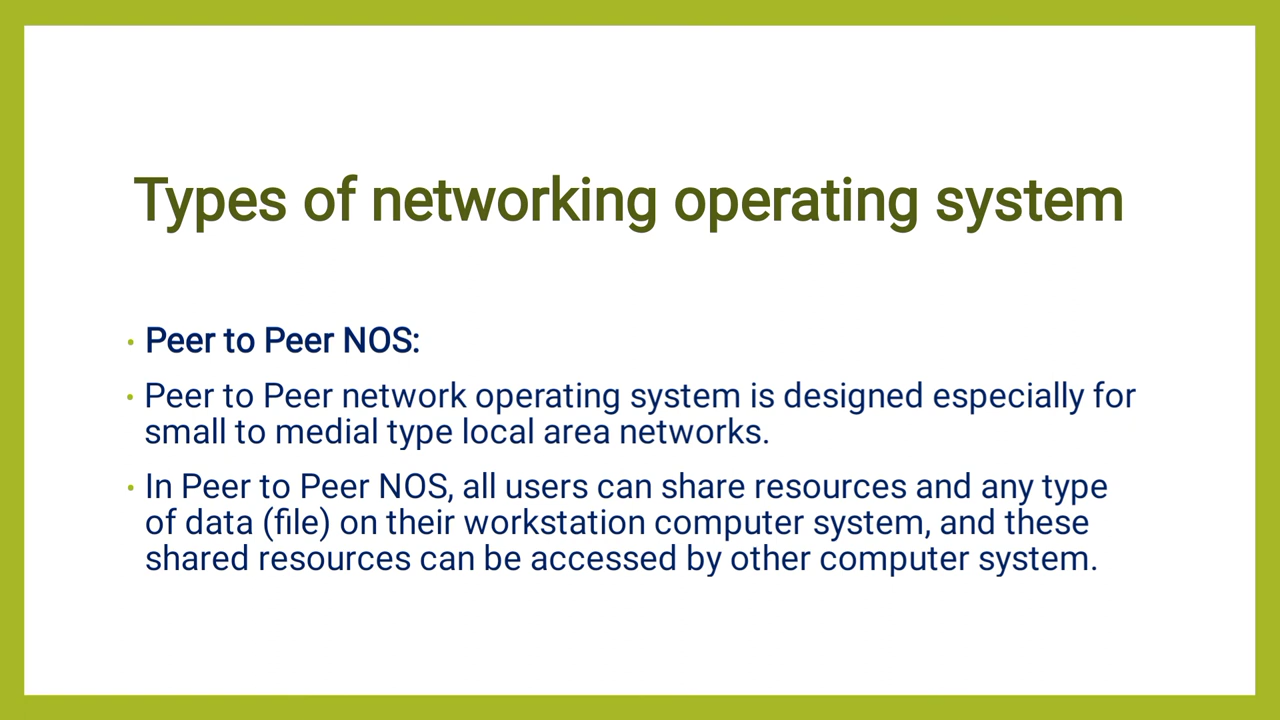 Types of networking operating system
• Peer to Peer NOS:
• Peer to Peer network operating system is designed especially for
small to medial type local area networks.
• In Peer to Peer NOS, all users can share resources and any type
of data (file) on their workstation computer system, and these
shared resources can be accessed by other computer system.